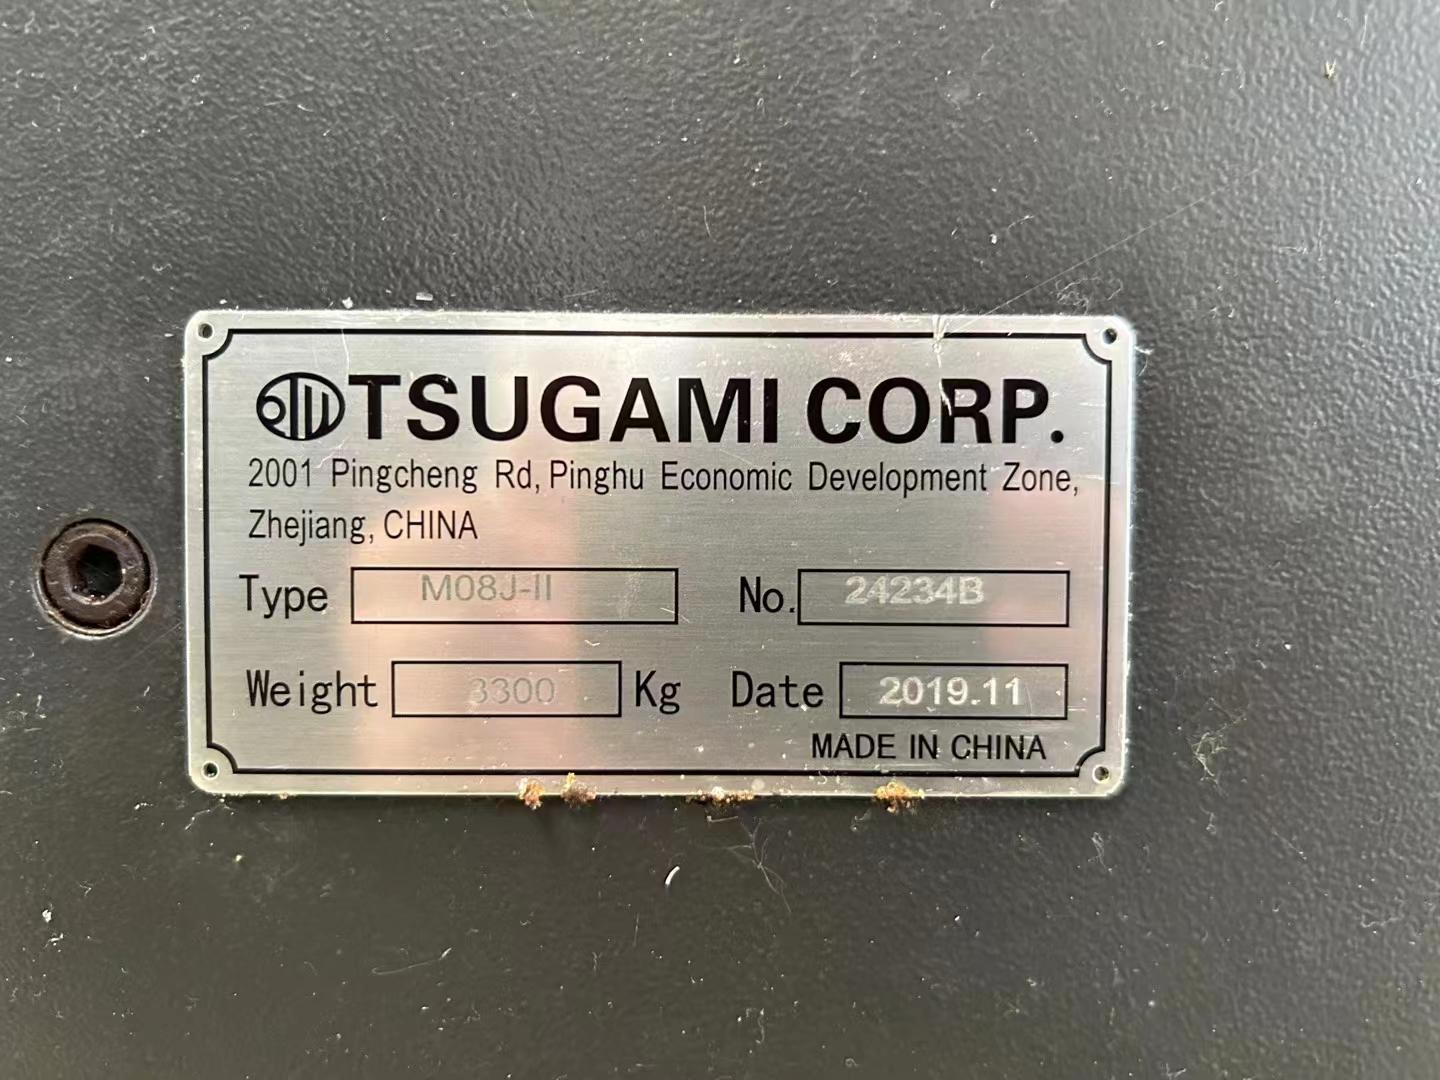 TSUGAMI CORP.
2001 Pingcheng Rd, Pinghu Economic Development Zone,
Zhejiang, CHINA
Type M08J-II No. 24234B
Weight 3300 Kg Date 2019.11
MADE IN CHINA